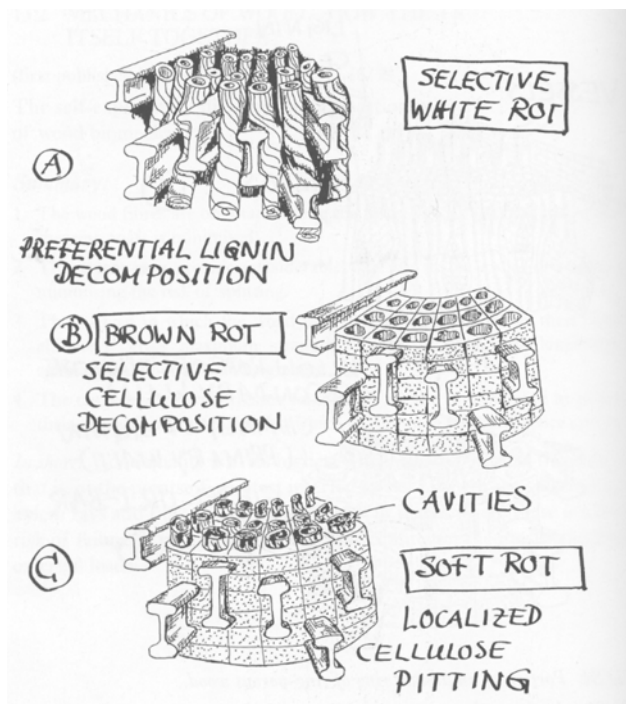 SELECTIVE
WHITE ROT
A
PREFERENTIAL LIGNIN
DECOMPOSITION
B BROWN ROT
SELECTIVE
CELLULOSE
DECOMPOSITION
CAVITIES
C
SOFT ROT
LOCALIZED
CELLULOSE
PITTING